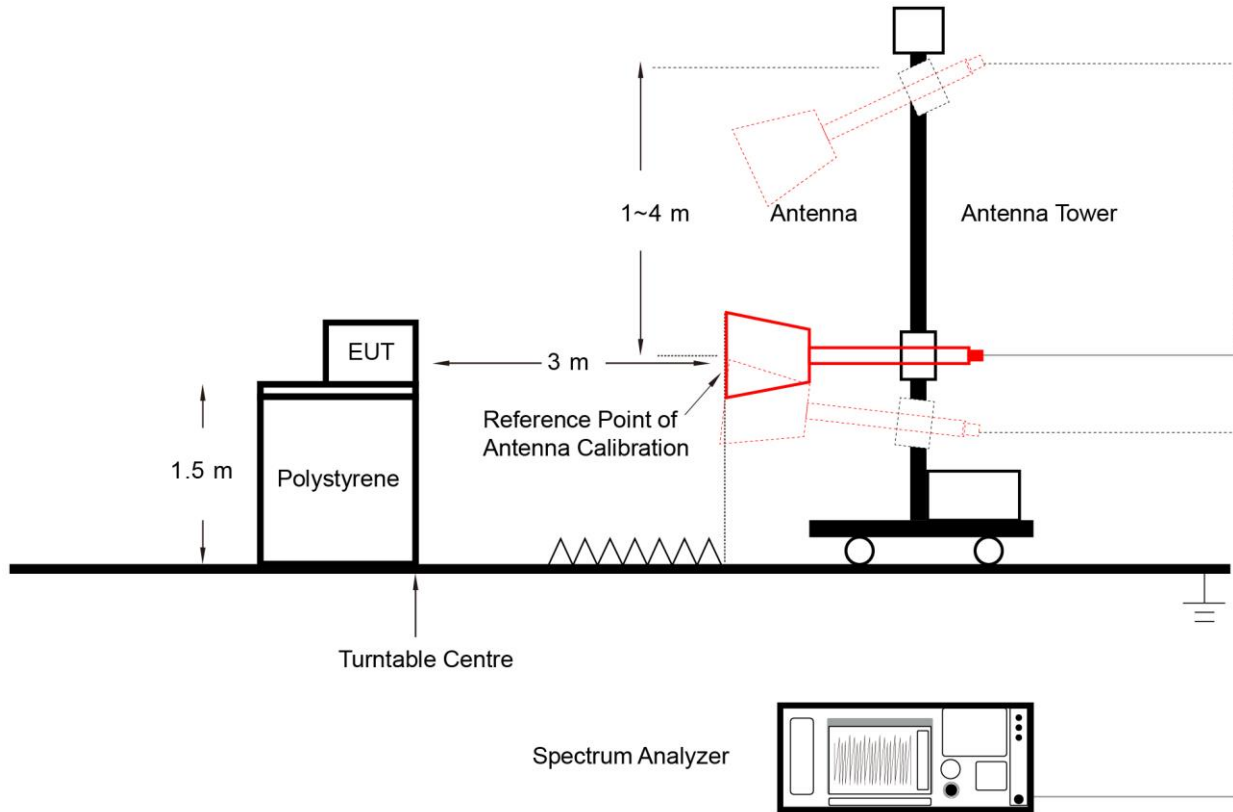 1~4 m
Antenna
Antenna Tower
EUT
3 m
Reference Point of
Antenna Calibration
1.5 m
Polystyrene
Turntable Centre
Spectrum Analyzer